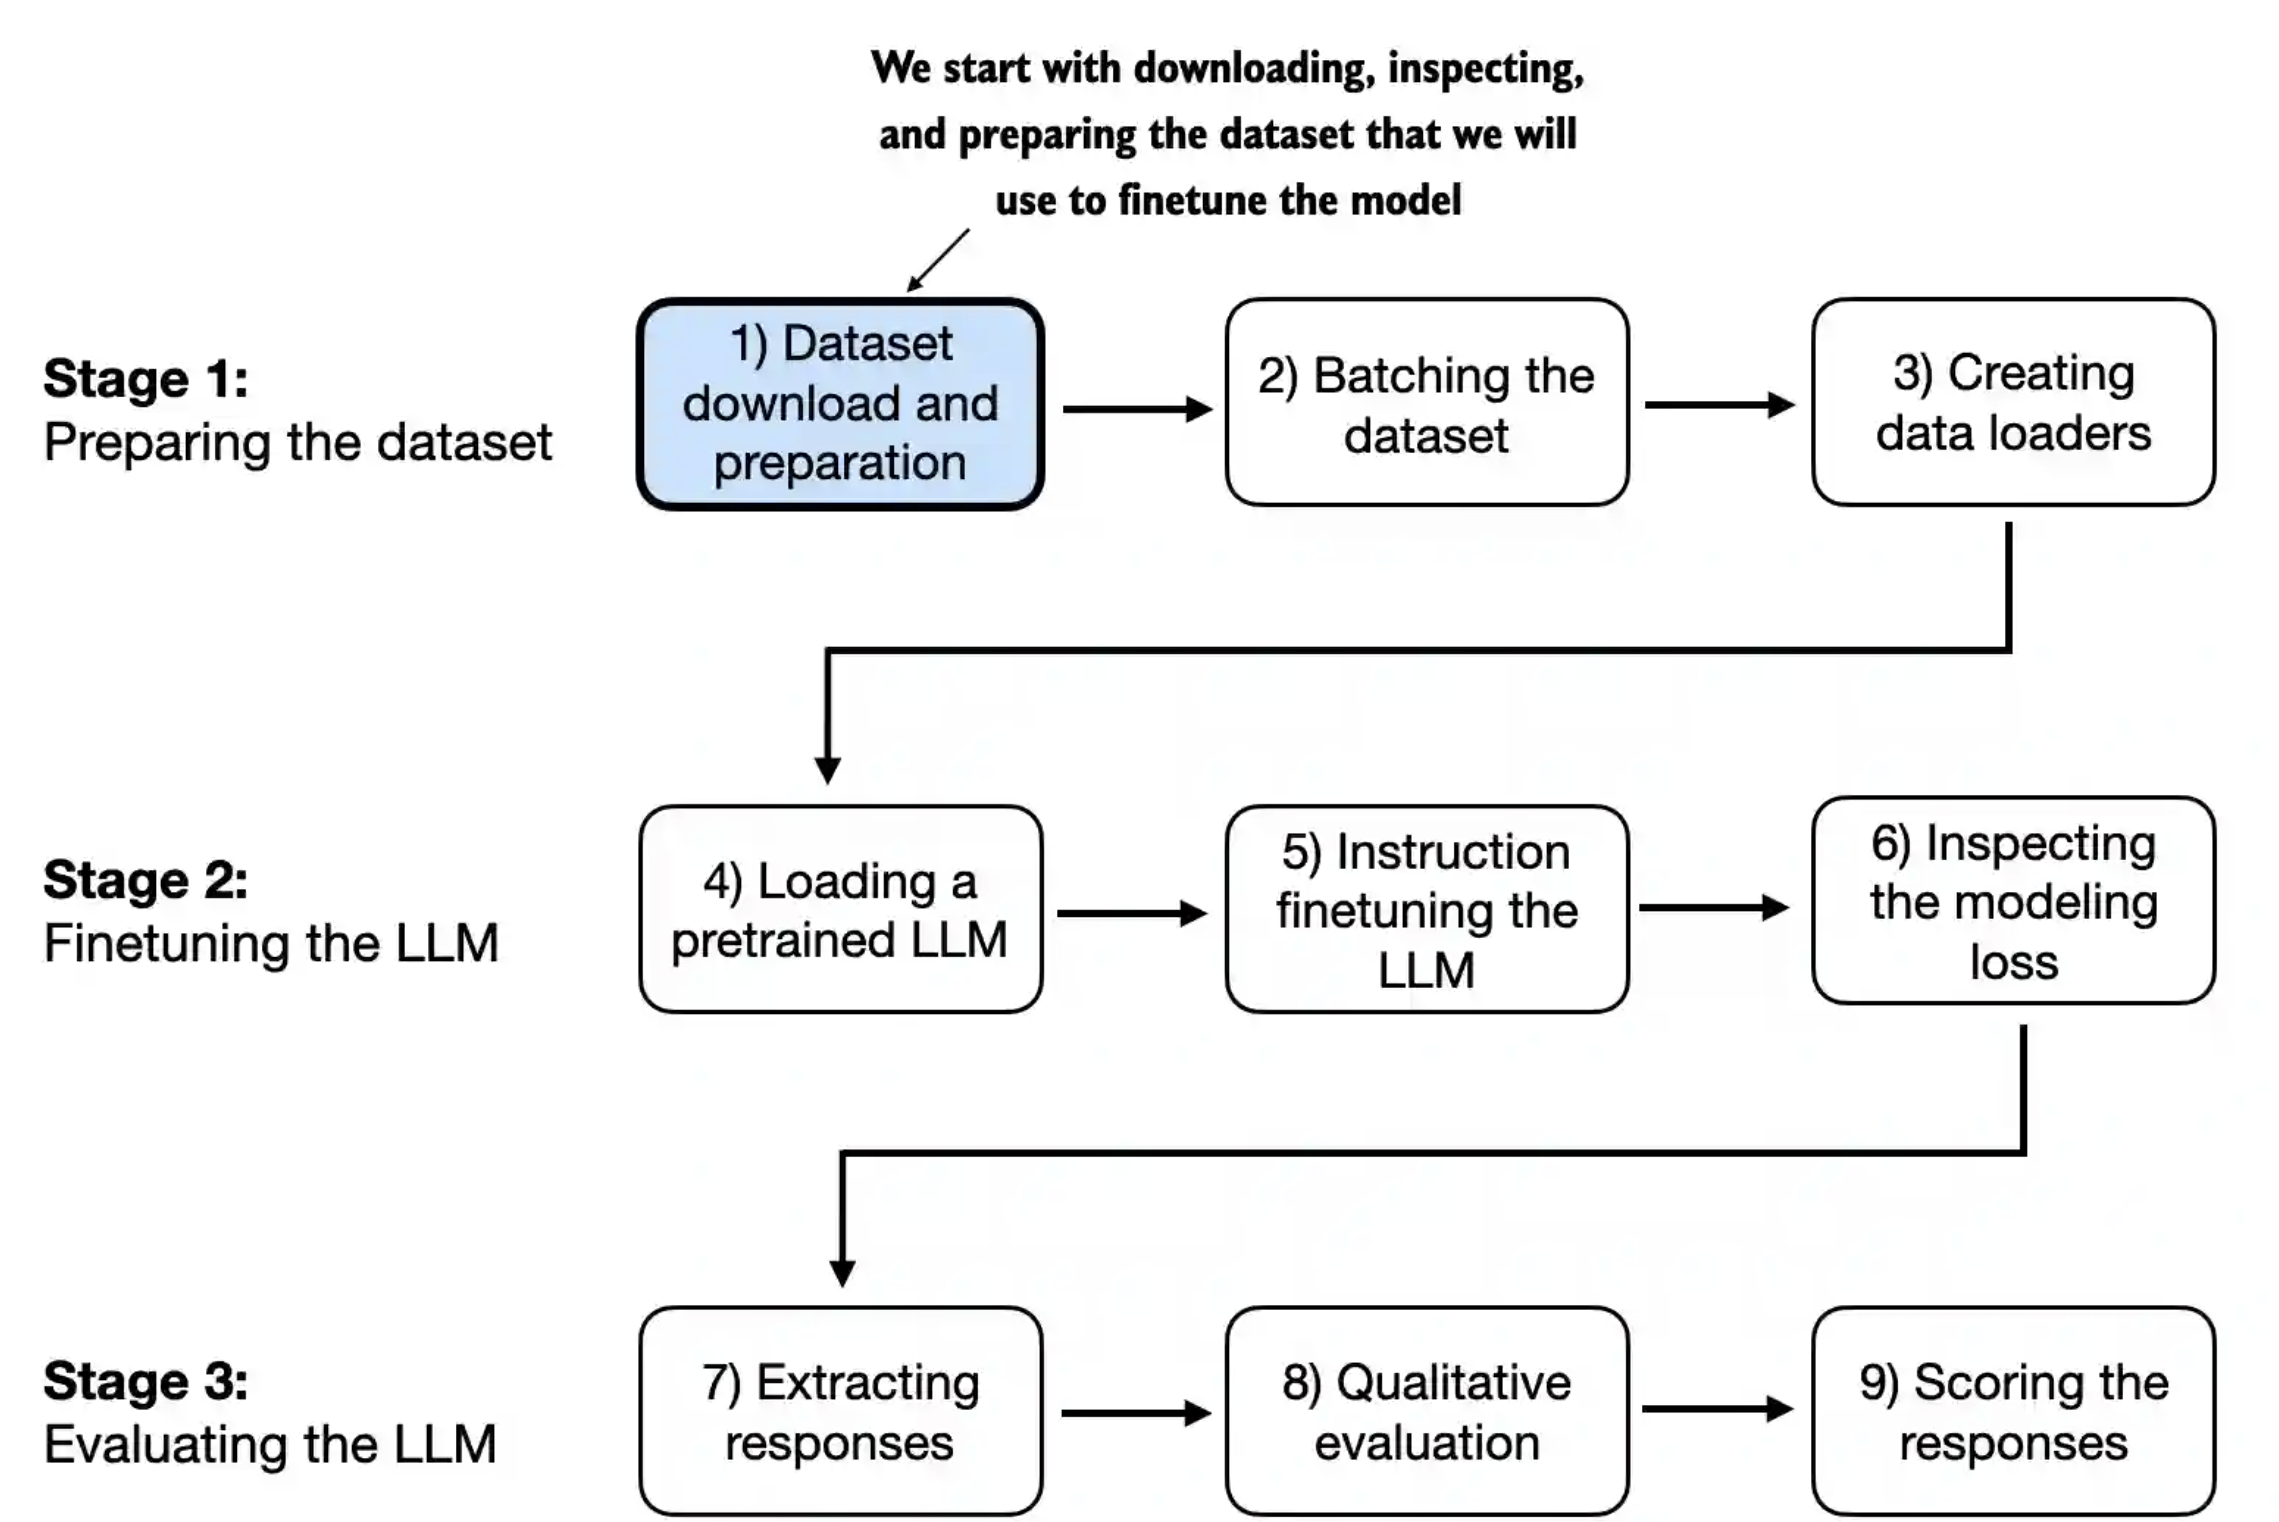 We start with downloading, inspecting,
and preparing the dataset that we will
use to finetune the model
Stage 1:
Preparing the dataset
1) Dataset
download and
preparation
2) Batching the
dataset
3) Creating
data loaders
Stage 2:
Finetuning the LLM
4) Loading a
pretrained LLM
5) Instruction
finetuning the
LLM
6) Inspecting
the modeling
loss
Stage 3:
Evaluating the LLM
7) Extracting
responses
8) Qualitative
evaluation
9) Scoring the
responses